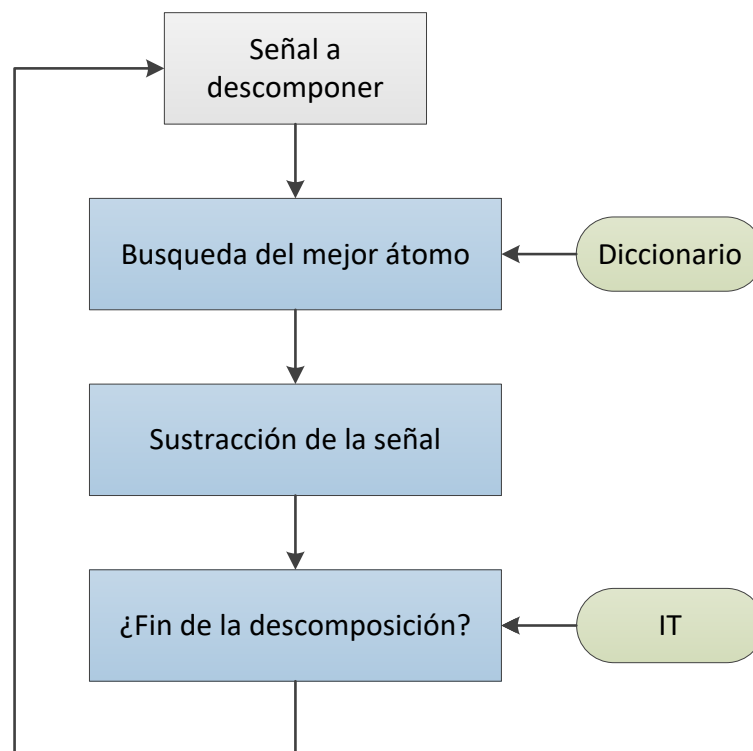 Señal a
descomponer
Busqueda del mejor átomo
Diccionario
Sustracción de la señal
¿Fin de la descomposición?
IT